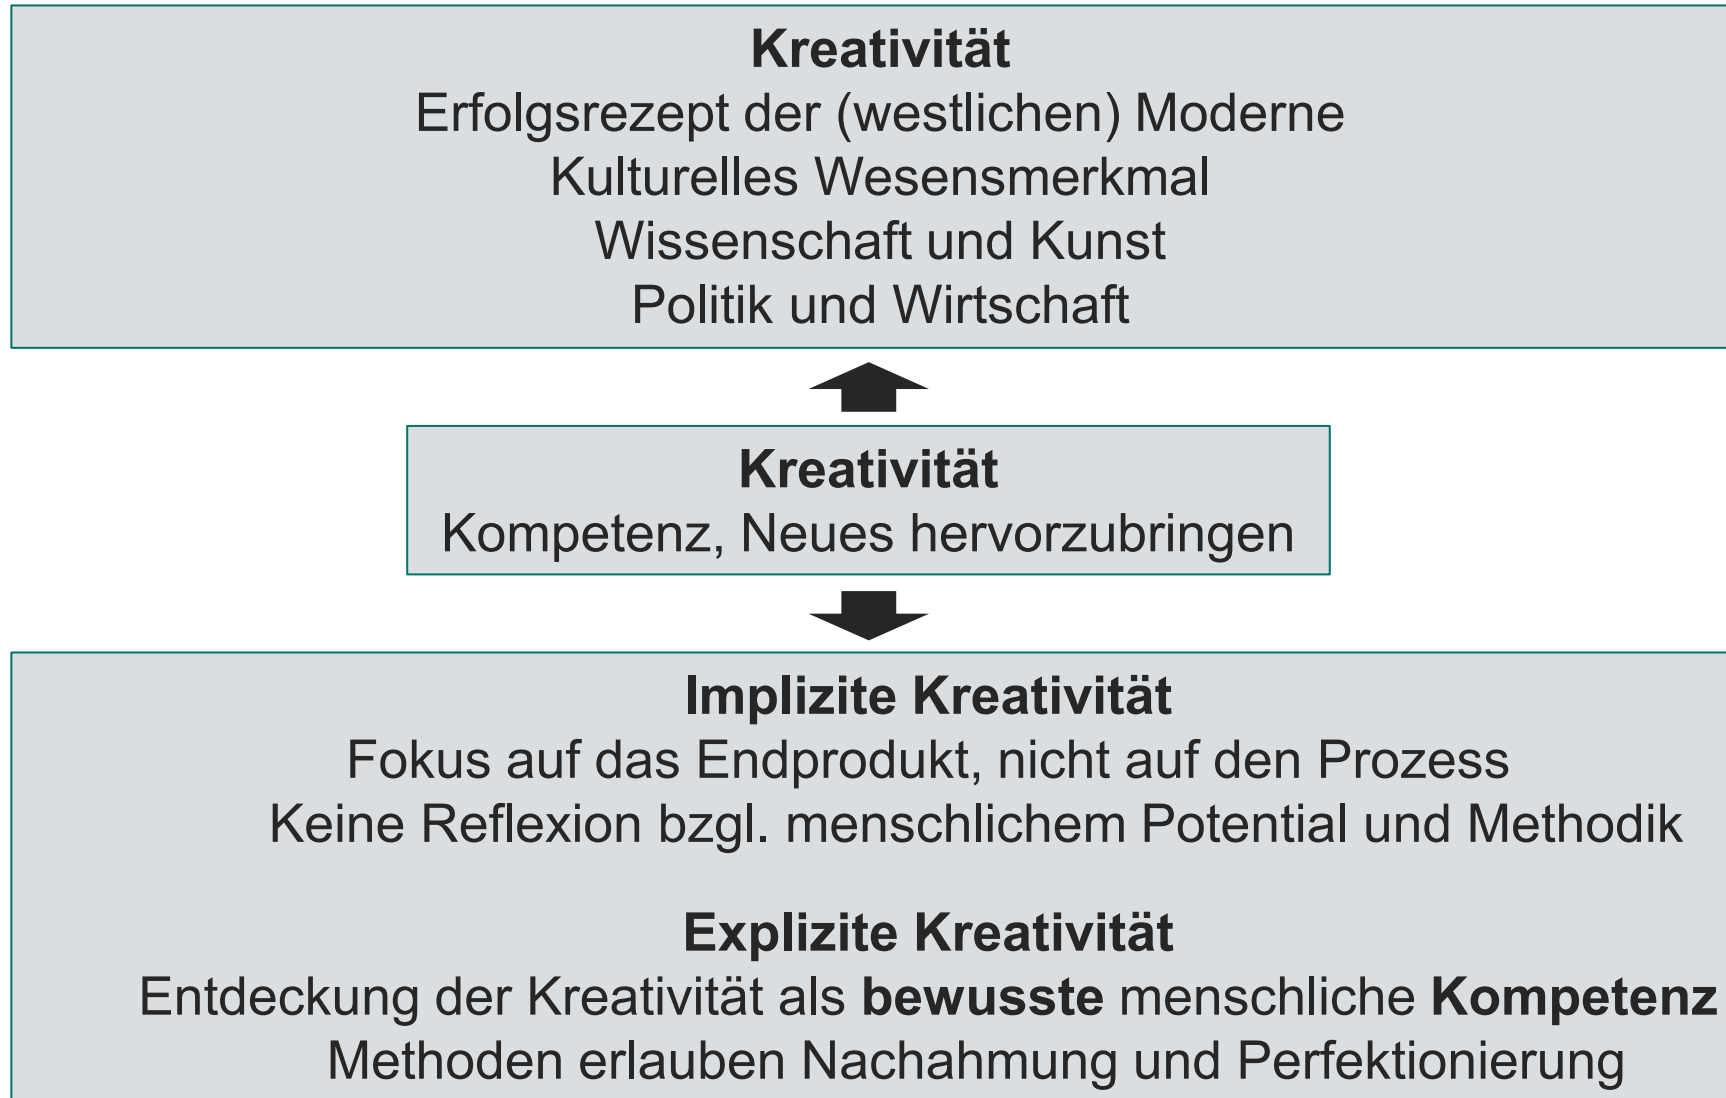 Kreativität
Erfolgsrezept der (westlichen) Moderne
Kulturelles Wesensmerkmal
Wissenschaft und Kunst
Politik und Wirtschaft
Kreativität
Kompetenz, Neues hervorzubringen
Implizite Kreativität
Fokus auf das Endprodukt, nicht auf den Prozess
Keine Reflexion bzgl. menschlichem Potential und Methodik
Explizite Kreativität
Entdeckung der Kreativität als bewusste menschliche Kompetenz
Methoden erlauben Nachahmung und Perfektionierung